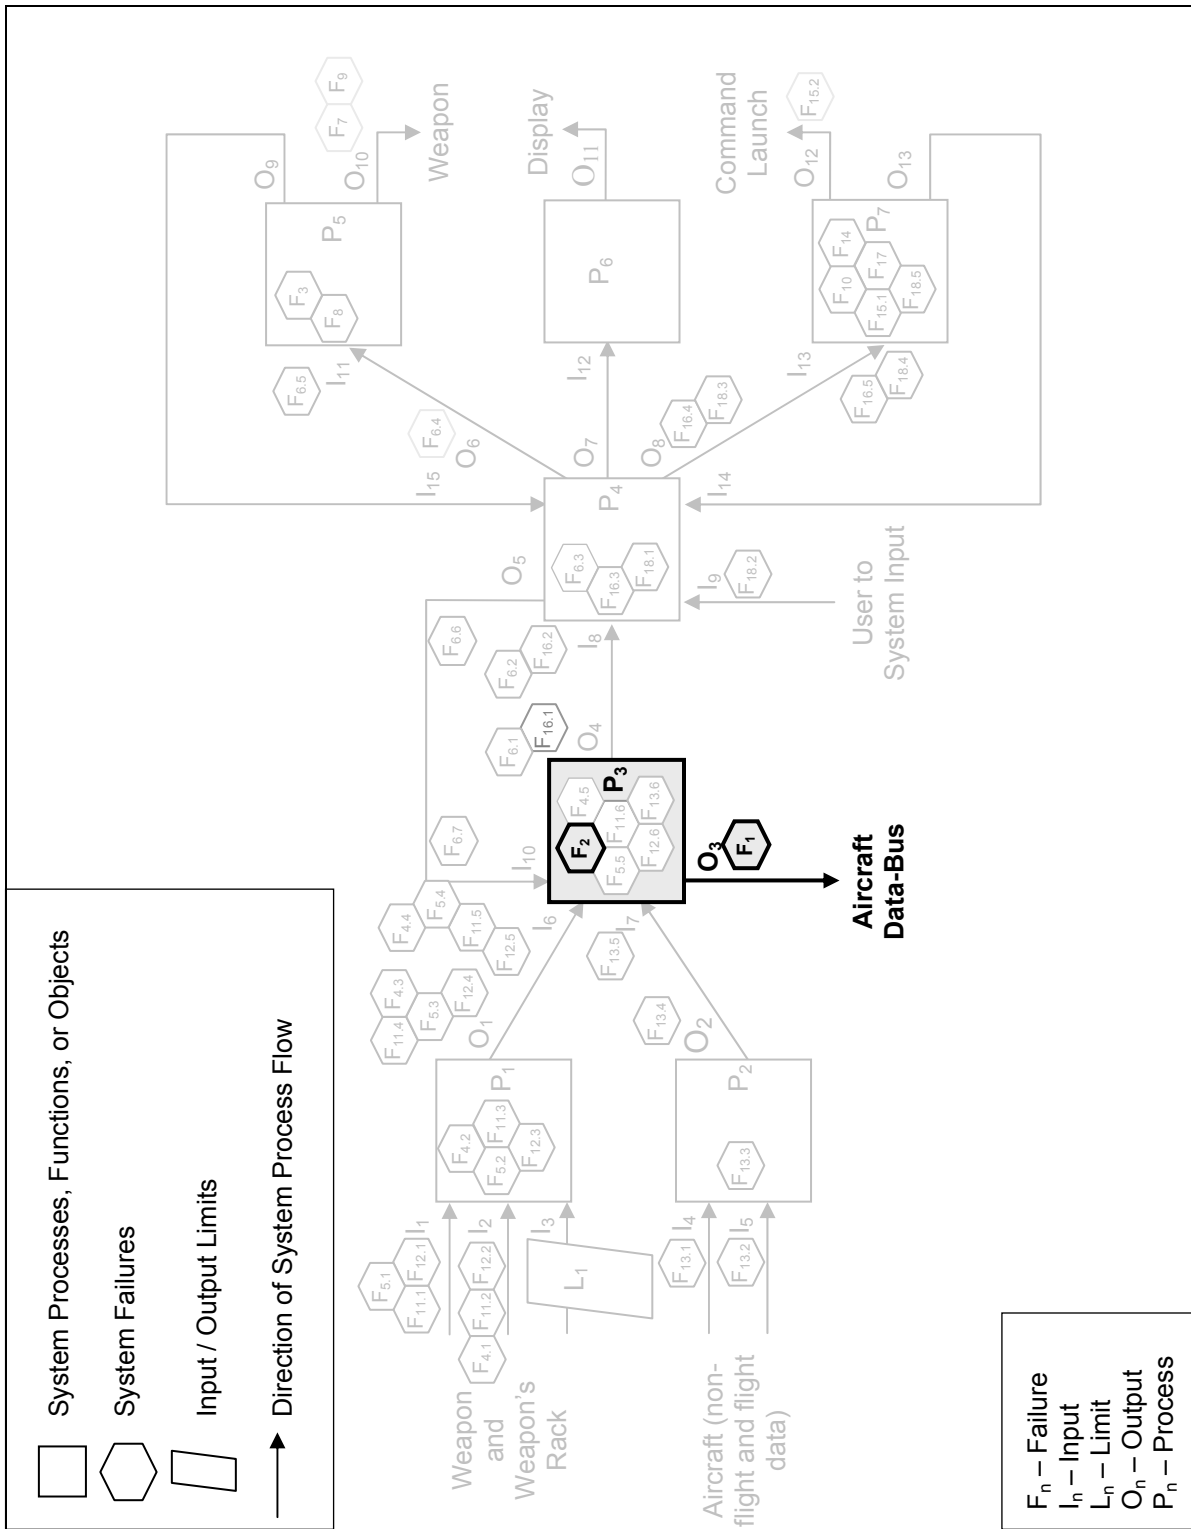 System Processes, Functions, or Objects
System Failures
Input / Output Limits
Direction of System Process Flow
Fₙ – Failure
Iₙ – Input
Lₙ – Limit
Oₙ – Output
Pₙ – Process
Weapon
and
Weapon's
Rack
Aircraft (non-
flight and flight
data)
F5.1
F11.1
F12.1
I1
F4.1
F11.2
F12.2
I2
L1
I3
F13.1
I4
F13.2
I5
P1
F4.2
F5.2
F11.3
F12.3
P2
F13.3
F11.4
F4.3
F5.3
F12.4
O1
F4.4
F5.4
F11.5
F12.5
I6
F13.4
O2
F13.5
I7
F6.7
I10
P3
F2
F4.5
F5.5
F11.6
F12.6
F13.6
O3
F1
Aircraft
Data-Bus
F6.1
F16.1
O4
F6.2
F16.2
I8
F6.6
O5
P4
F6.3
F16.3
F18.1
I9
F18.2
User to
System Input
I15
I14
O6
F6.4
O7
O8
F16.4
F18.3
F6.5
I11
I12
I13
F16.5
F18.4
P5
F3
F8
P6
P7
F10
F14
F15.1
F17
F18.5
O9
O10
F7
F9
Weapon
O11
Display
O12
F15.2
Command
Launch
O13